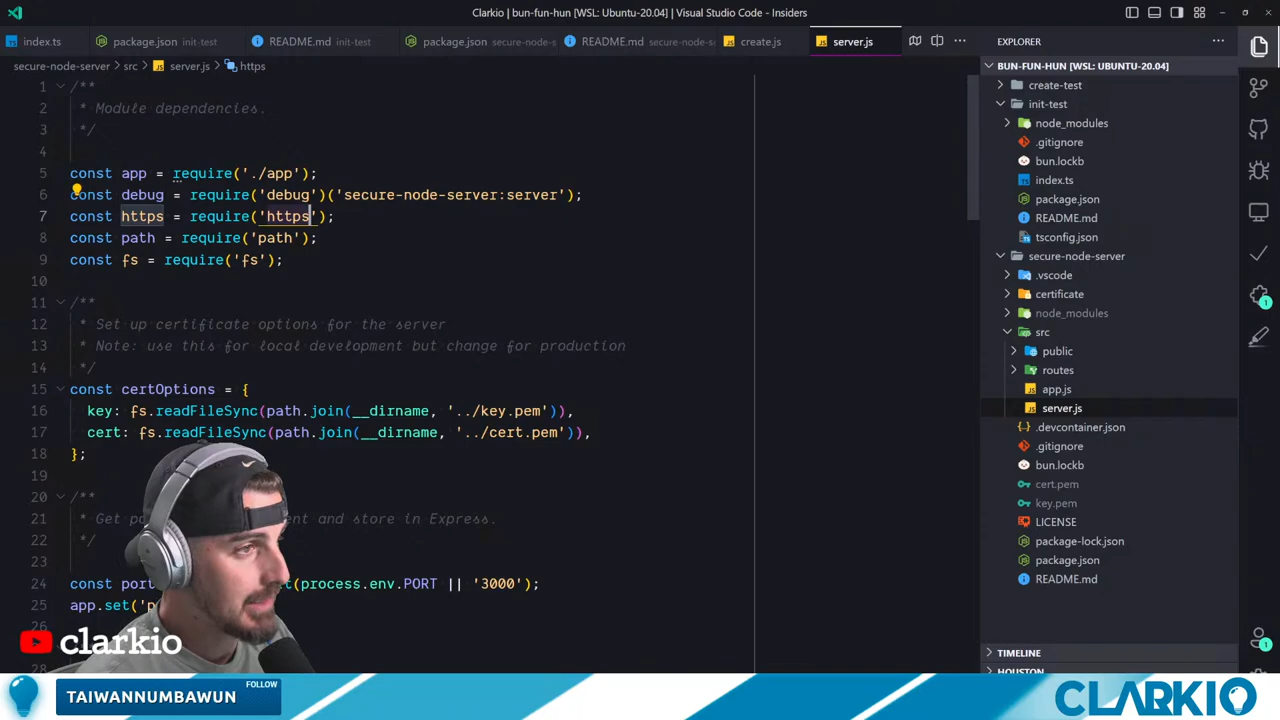 Clarkio | bun-fun-hun [WSL: Ubuntu-20.04] | Visual Studio Code - Insiders
index.ts
package.json init-test
README.md init-test
package.json secure-node-s
README.md secure-node-s
create.js
server.js
secure-node-server > src > server.js > https
1 /**
2 * Module dependencies.
3 */
4
5 const app = require('./app');
6 const debug = require('debug')('secure-node-server:server');
7 const https = require('https');
8 const path = require('path');
9 const fs = require('fs');
10
11 /**
12 * Set up certificate options for the server
13 * Note: use this for local development but change for production
14 */
15 const certOptions = {
16 key: fs.readFileSync(path.join(__dirname, '../key.pem')),
17 cert: fs.readFileSync(path.join(__dirname, '../cert.pem')),
18 };
19
20 /**
21 * Get po ent and store in Express.
22 */
23
24 const port (process.env.PORT || '3000');
25 app.set('p
26
28
EXPLORER
BUN-FUN-HUN [WSL: UBUNTU-20.04]
create-test
init-test
node_modules
.gitignore
bun.lockb
index.ts
package.json
README.md
tsconfig.json
secure-node-server
.vscode
certificate
node_modules
src
public
routes
app.js
server.js
.devcontainer.json
.gitignore
bun.lockb
cert.pem
key.pem
LICENSE
package-lock.json
package.json
README.md
TIMELINE
HOUSTON
1
1
clarkio
TAIWANNUMBAWUN
FOLLOW
CLARKIO